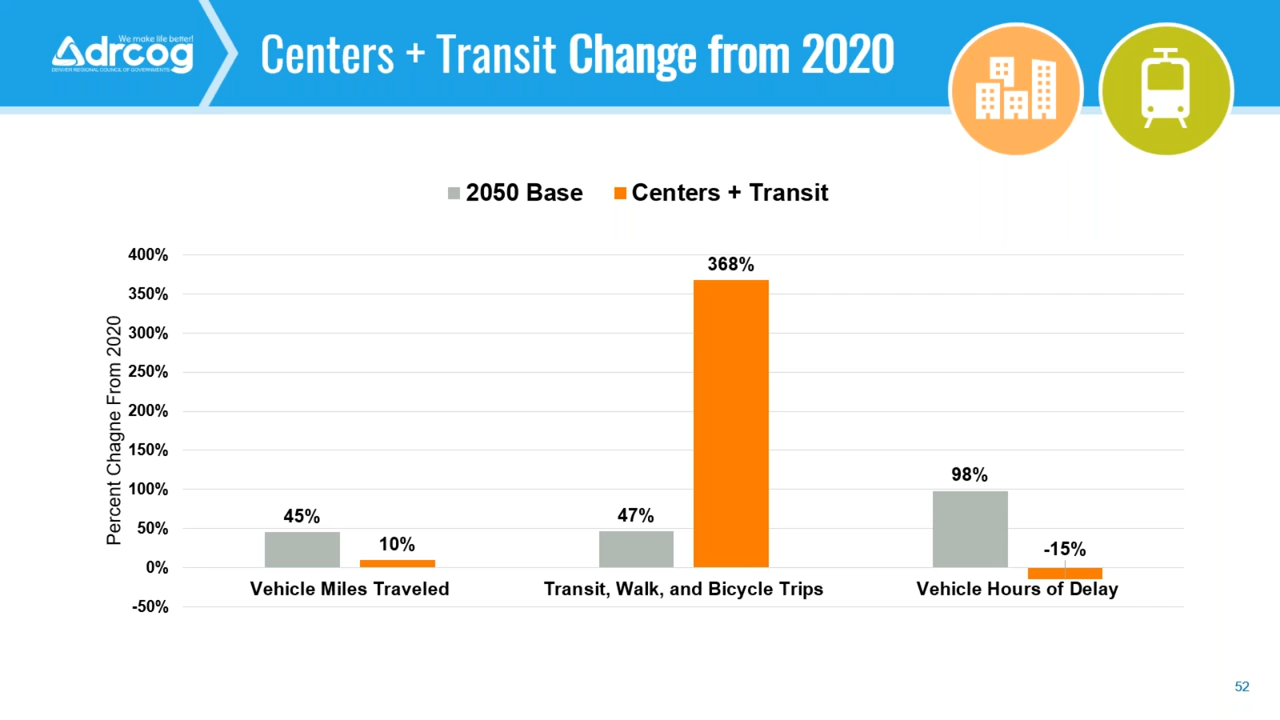 We make life better!
drcog
DENVER REGIONAL COUNCIL OF GOVERNMENTS
Centers + Transit Change from 2020
2050 Base
Centers + Transit
Percent Chagne From 2020
400%
350%
300%
250%
200%
150%
100%
50%
0%
-50%
45%
10%
47%
368%
98%
-15%
Vehicle Miles Traveled
Transit, Walk, and Bicycle Trips
Vehicle Hours of Delay
52